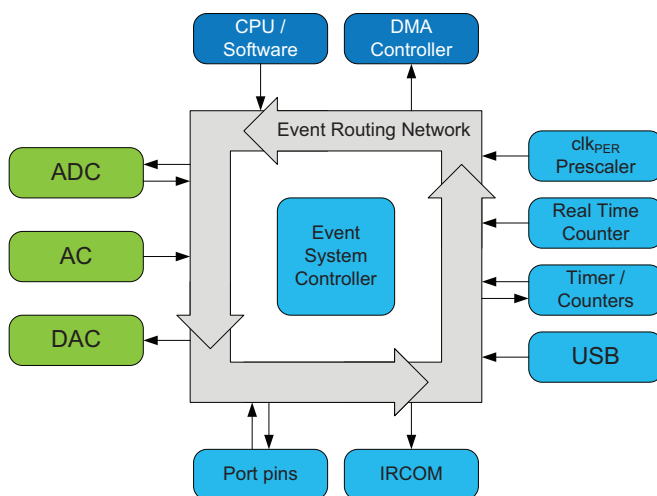 CPU /
Software
DMA
Controller
Event Routing Network
ADC
AC
DAC
Event
System
Controller
clkPER
Prescaler
Real Time
Counter
Timer /
Counters
USB
Port pins
IRCOM